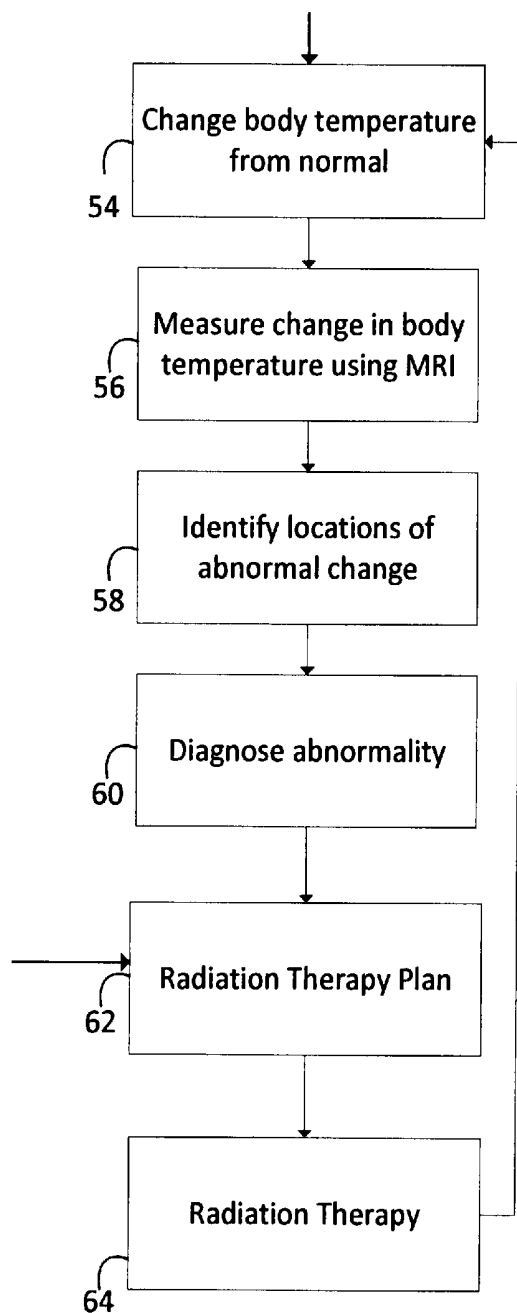 Change body temperature
from normal
54
Measure change in body
temperature using MRI
56
Identify locations of
abnormal change
58
Diagnose abnormality
60
Radiation Therapy Plan
62
Radiation Therapy
64